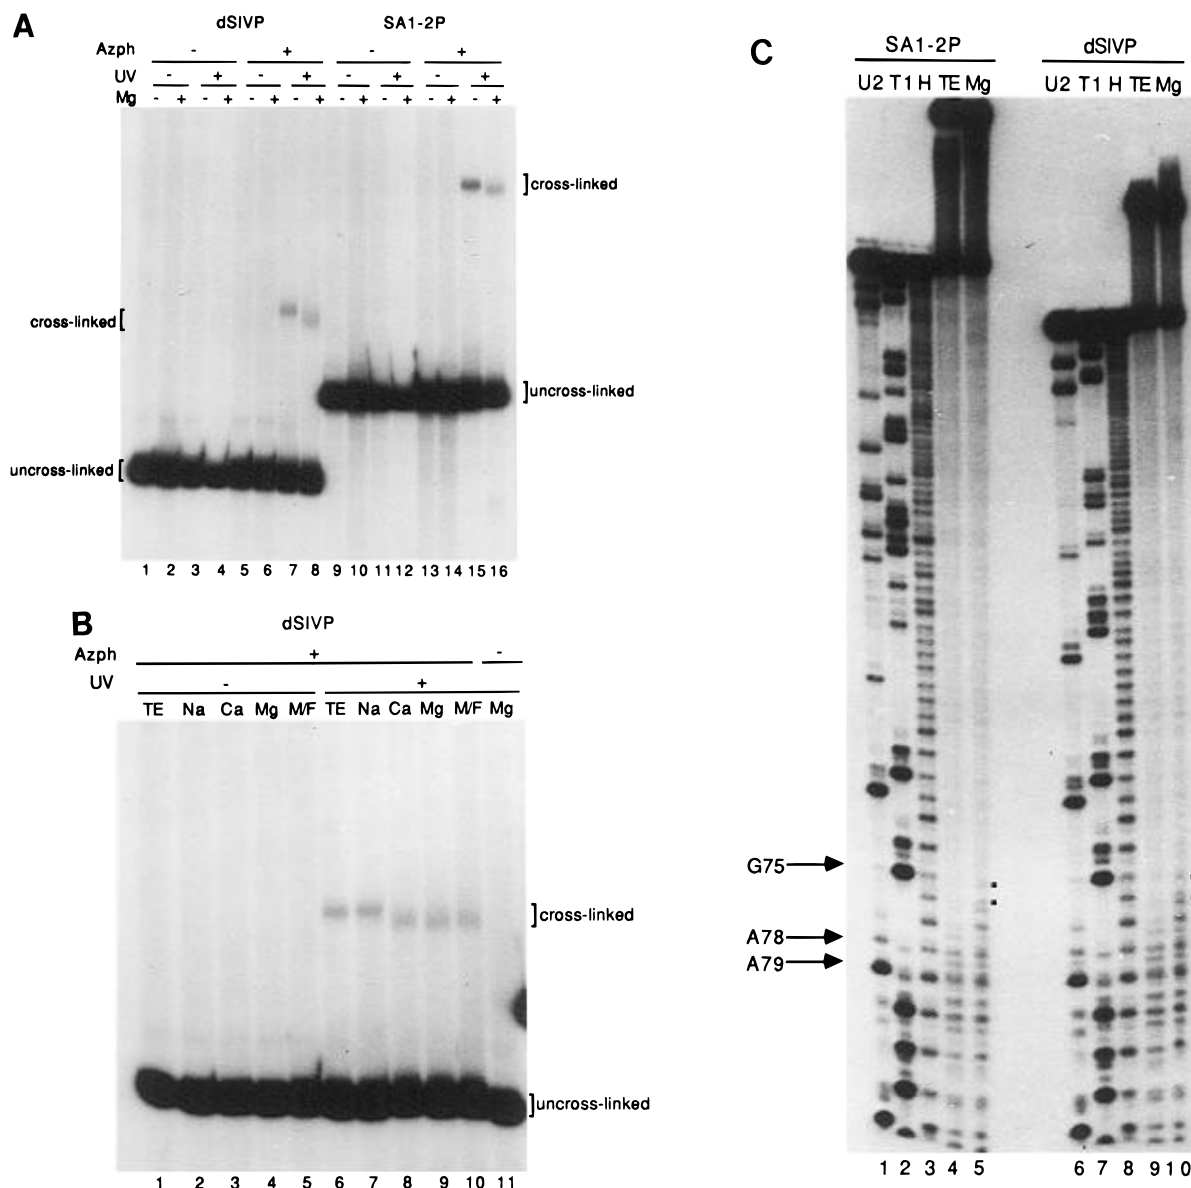 A
dSIVP SA1-2P
Azph - + - +
UV - + - + - + - +
Mg - + - + - + - + - + - + - + - +
cross-linked
cross-linked
uncross-linked
uncross-linked
1 2 3 4 5 6 7 8 9 10 11 12 13 14 15 16
B
dSIVP
Azph + -
UV - +
TE Na Ca Mg M/F TE Na Ca Mg M/F Mg
cross-linked
uncross-linked
1 2 3 4 5 6 7 8 9 10 11
C
SA1-2P dSIVP
U2 T1 H TE Mg U2 T1 H TE Mg
G75
A78
A79
1 2 3 4 5 6 7 8 9 10